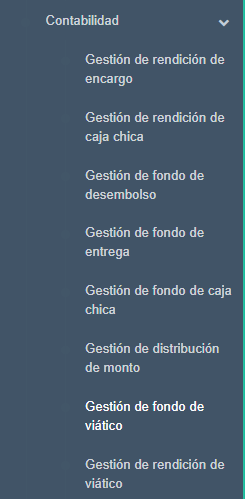 Contabilidad
Gestión de rendición de
encargo
Gestión de rendición de
caja chica
Gestión de fondo de
desembolso
Gestión de fondo de
entrega
Gestión de fondo de caja
chica
Gestión de distribución
de monto
Gestión de fondo de
viático
Gestión de rendición de
viático